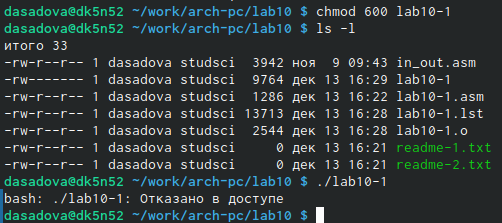 dasadova@dk5n52 ~/work/arch-pc/lab10 $ chmod 600 lab10-1
dasadova@dk5n52 ~/work/arch-pc/lab10 $ ls -l
итого 33
-rw-r--r-- 1 dasadova studsci  3942 ноя  9 09:43 in_out.asm
-rw------- 1 dasadova studsci  9764 дек 13 16:29 lab10-1
-rw-r--r-- 1 dasadova studsci  1286 дек 13 16:22 lab10-1.asm
-rw-r--r-- 1 dasadova studsci 13713 дек 13 16:28 lab10-1.lst
-rw-r--r-- 1 dasadova studsci  2544 дек 13 16:28 lab10-1.o
-rw-r--r-- 1 dasadova studsci     0 дек 13 16:21 readme-1.txt
-rw-r--r-- 1 dasadova studsci     0 дек 13 16:21 readme-2.txt
dasadova@dk5n52 ~/work/arch-pc/lab10 $ ./lab10-1
bash: ./lab10-1: Отказано в доступе
dasadova@dk5n52 ~/work/arch-pc/lab10 $